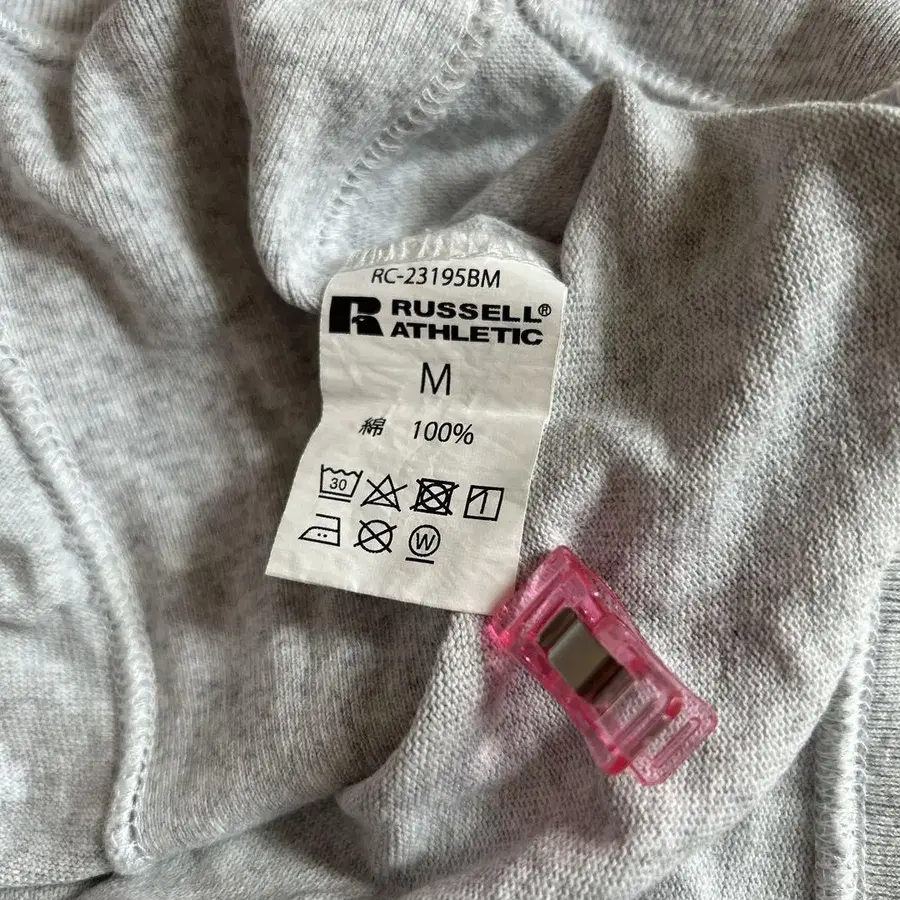 RC-23195BM
RUSSELL®
ATHLETIC
M
綿 100%
30
W